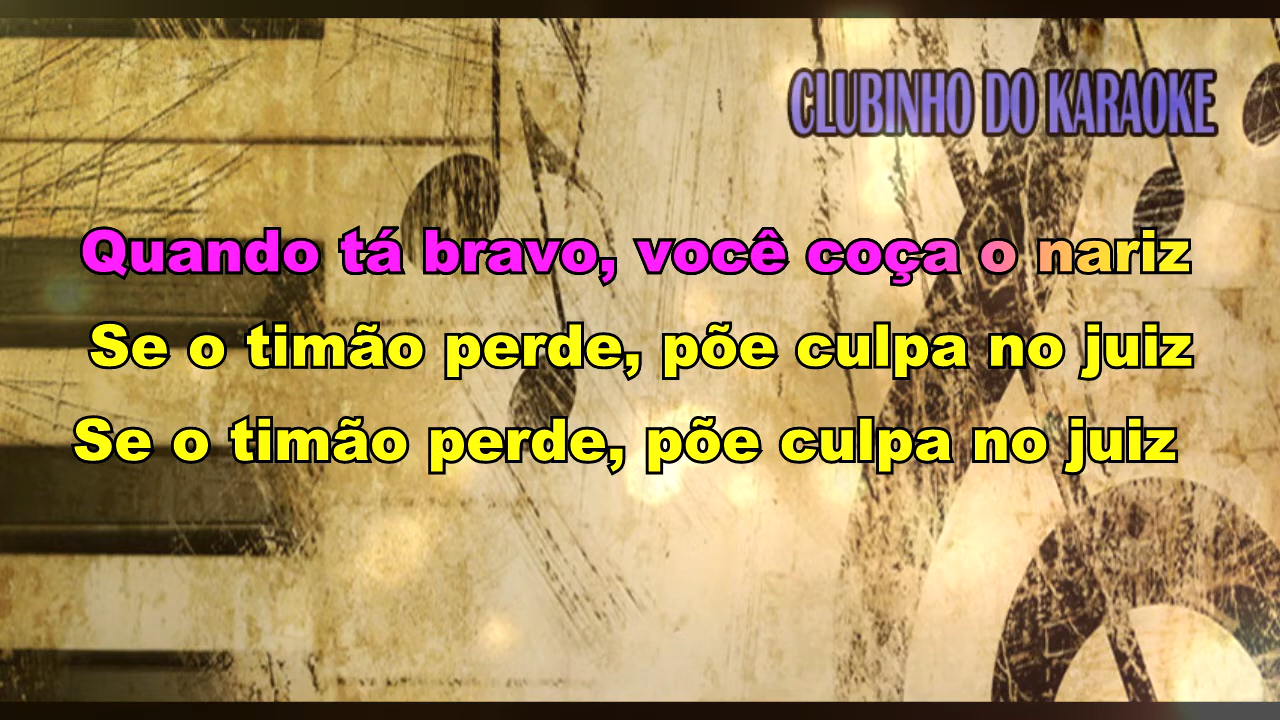 CLUBINHO DO KARAOKE
Quando tá bravo, você coça o nariz
Se o timão perde, põe culpa no juiz
Se o timão perde, põe culpa no juiz